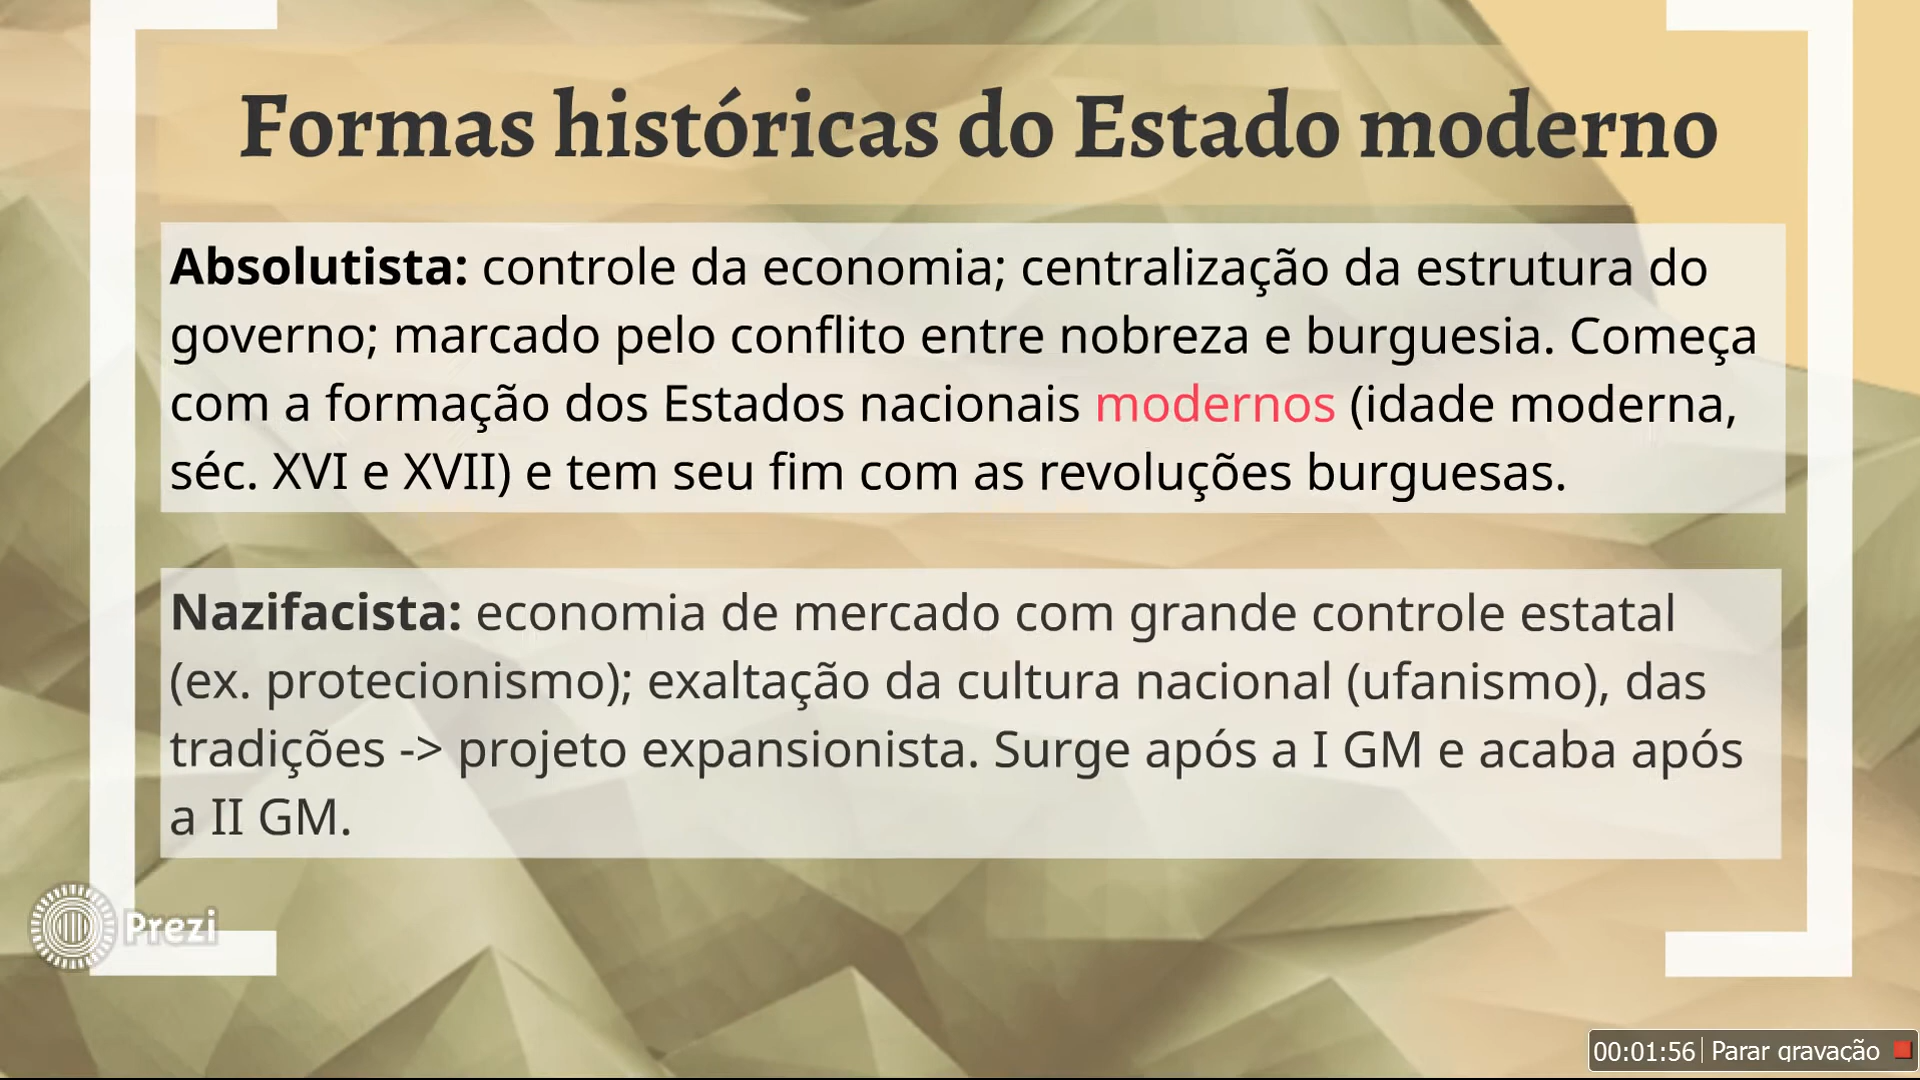 Formas históricas do Estado moderno
Absolutista: controle da economia; centralização da estrutura do
governo; marcado pelo conflito entre nobreza e burguesia. Começa
com a formação dos Estados nacionais modernos (idade moderna,
séc. XVI e XVII) e tem seu fim com as revoluções burguesas.
Nazifacista: economia de mercado com grande controle estatal
(ex. protecionismo); exaltação da cultura nacional (ufanismo), das
tradições -> projeto expansionista. Surge após a I GM e acaba após
a II GM.
Prezi
00:01:56 Parar gravação